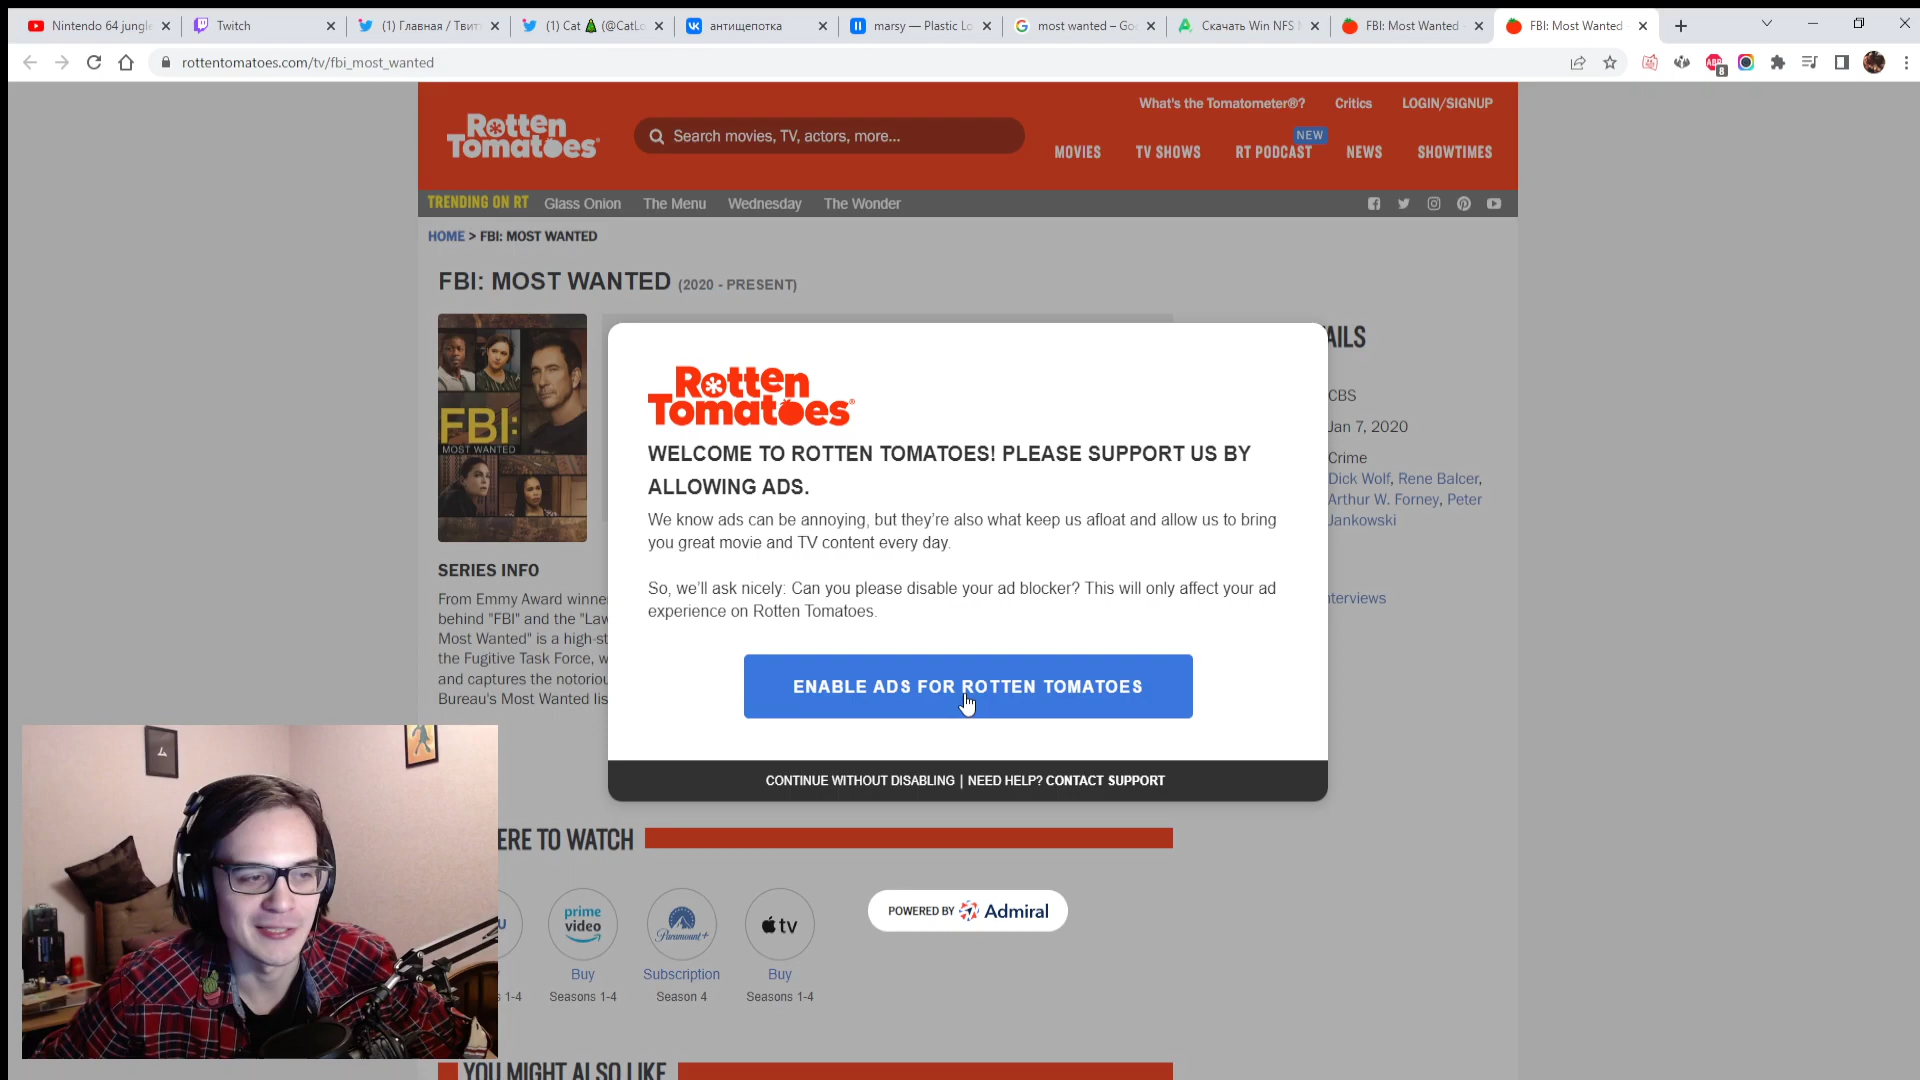 Nintendo 64 jungle
Twitch
(1) Главная / Твит
(1) Cat (@CatLo
антищепотка
marsy — Plastic Lo
most wanted – Goo
Скачать Win NFS
FBI: Most Wanted -
FBI: Most Wanted
rottentomatoes.com/tv/fbi_most_wanted
ABP
8
Rotten
Tomatoes
Search movies, TV, actors, more...
What's the Tomatometer®?
Critics
LOGIN/SIGNUP
NEW
MOVIES
TV SHOWS
RT PODCAST
NEWS
SHOWTIMES
TRENDING ON RT
Glass Onion
The Menu
Wednesday
The Wonder
HOME > FBI: MOST WANTED
FBI: MOST WANTED (2020 - PRESENT)
FBI:
MOST WANTED
AILS
CBS
Jan 7, 2020
Crime
Dick Wolf, Rene Balcer,
Arthur W. Forney, Peter
Jankowski
terviews
Rotten
Tomatoes®
WELCOME TO ROTTEN TOMATOES! PLEASE SUPPORT US BY
ALLOWING ADS.
We know ads can be annoying, but they’re also what keep us afloat and allow us to bring
you great movie and TV content every day.
So, we’ll ask nicely: Can you please disable your ad blocker? This will only affect your ad
experience on Rotten Tomatoes.
ENABLE ADS FOR ROTTEN TOMATOES
CONTINUE WITHOUT DISABLING | NEED HELP? CONTACT SUPPORT
SERIES INFO
From Emmy Award winne
behind "FBI" and the "Law
Most Wanted" is a high-st
the Fugitive Task Force, w
and captures the notoriou
Bureau's Most Wanted lis
ERE TO WATCH
POWERED BY Admiral
prime
video
Paramount+
tv
Buy
Subscription
Buy
s 1-4
Seasons 1-4
Season 4
Seasons 1-4
YOU MIGHT ALSO LIKE